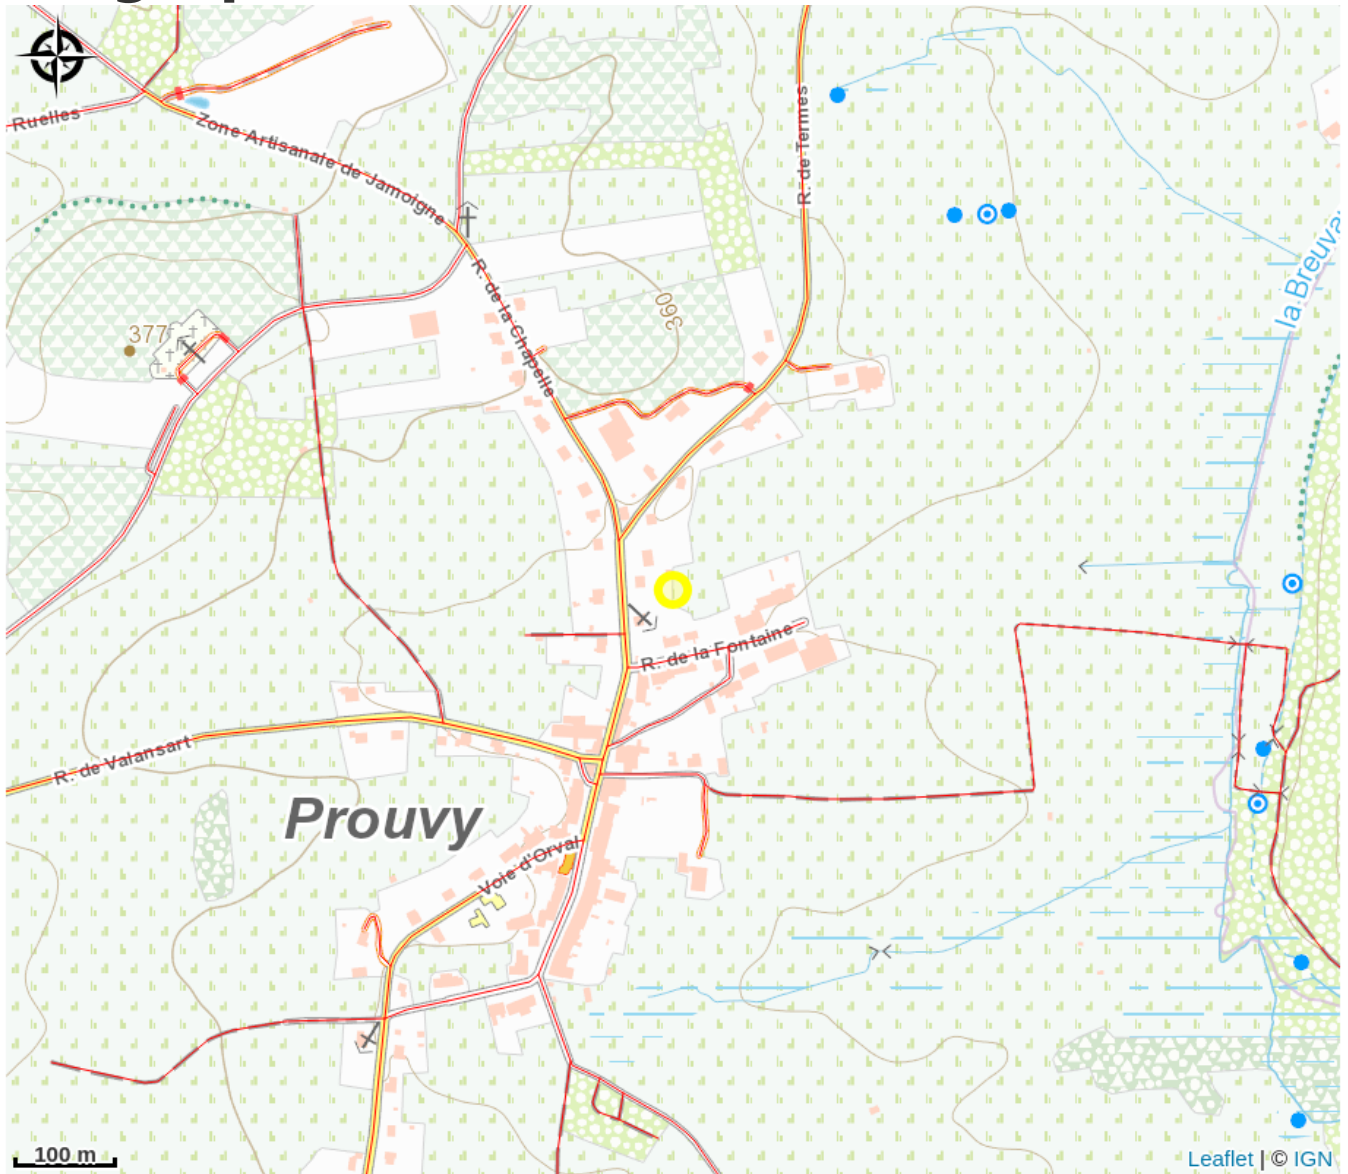 Ruelles
Zone Artisanale de Jamoigne
R. de Termes
la Breuva
R. de la Chapelle
360
377
R. de la Fontaine
R. de Valansart
Prouvy
Voie d'Orval
100 m
Leaflet | © IGN